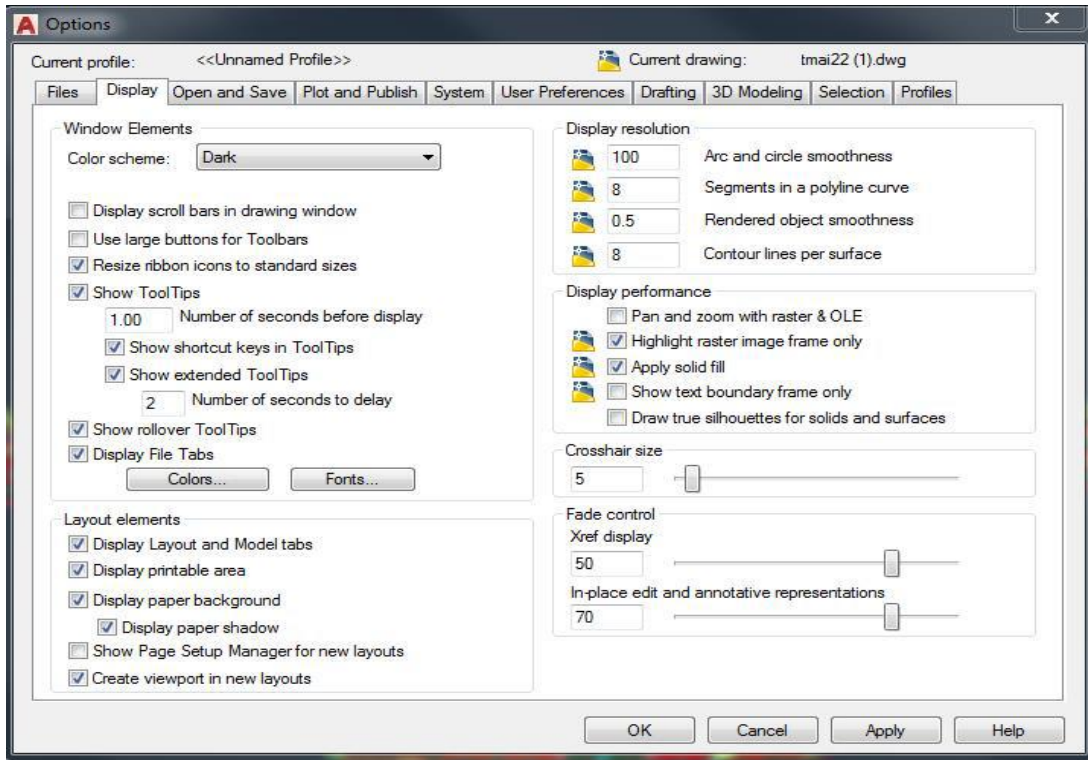 Options
Current profile: <<Unnamed Profile>> Current drawing: tmai22 (1).dwg
Files Display Open and Save Plot and Publish System User Preferences Drafting 3D Modeling Selection Profiles
Window Elements
Color scheme: Dark
Display scroll bars in drawing window
Use large buttons for Toolbars
Resize ribbon icons to standard sizes
Show ToolTips
1.00 Number of seconds before display
Show shortcut keys in ToolTips
Show extended ToolTips
2 Number of seconds to delay
Show rollover ToolTips
Display File Tabs
Colors... Fonts...
Layout elements
Display Layout and Model tabs
Display printable area
Display paper background
Display paper shadow
Show Page Setup Manager for new layouts
Create viewport in new layouts
Display resolution
100 Arc and circle smoothness
8 Segments in a polyline curve
0.5 Rendered object smoothness
8 Contour lines per surface
Display performance
Pan and zoom with raster & OLE
Highlight raster image frame only
Apply solid fill
Show text boundary frame only
Draw true silhouettes for solids and surfaces
Crosshair size
5
Fade control
Xref display
50
In-place edit and annotative representations
70
OK Cancel Apply Help